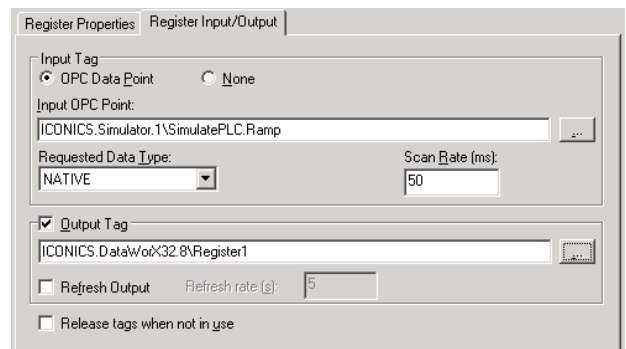 Register Properties Register Input/Output
Input Tag
OPC Data Point None
Input OPC Point:
ICONICS.Simulator.1\SimulatePLC.Ramp ...
Requested Data Type: Scan Rate (ms):
NATIVE 50
Output Tag
ICONICS.DataWorX32.8\Register1 ...
Refresh Output Refresh rate (s): 5
Release tags when not in use